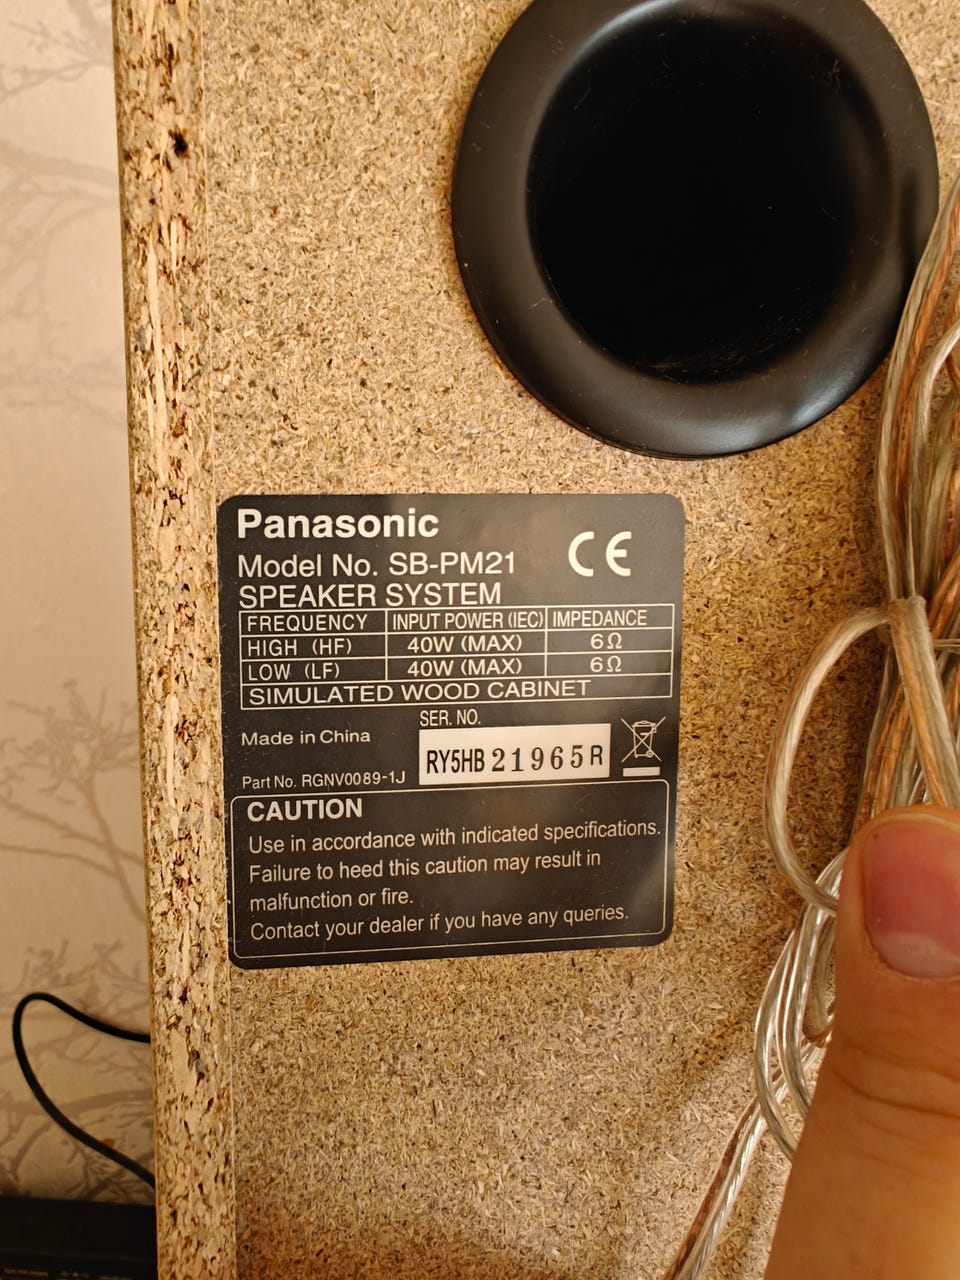 Panasonic
CE
Model No. SB-PM21
SPEAKER SYSTEM
FREQUENCY INPUT POWER (IEC) IMPEDANCE
HIGH (HF) 40W (MAX) 6Ω
LOW (LF) 40W (MAX) 6Ω
SIMULATED WOOD CABINET
SER. NO.
Made in China
RY5HB 21965R
Part No. RGNV0089-1J
CAUTION
Use in accordance with indicated specifications.
Failure to heed this caution may result in
malfunction or fire.
Contact your dealer if you have any queries.